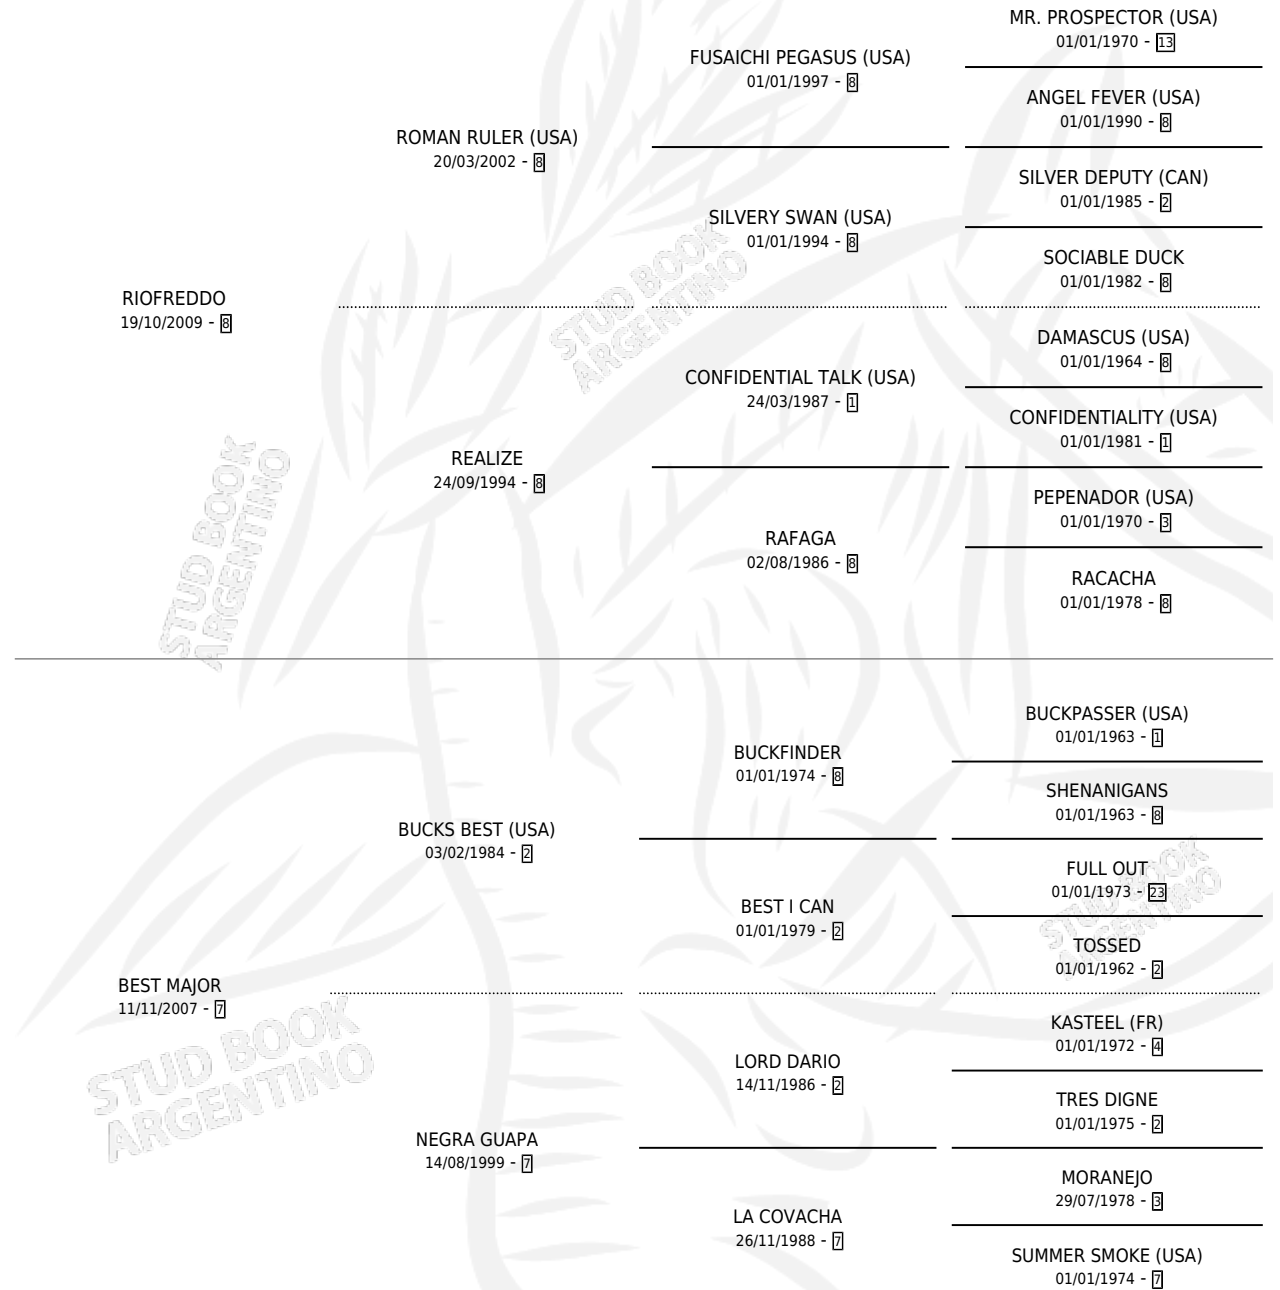 MR. PROSPECTOR (USA)
01/01/1970 - 13
FUSAICHI PEGASUS (USA)
01/01/1997 - 8
ANGEL FEVER (USA)
01/01/1990 - 8
ROMAN RULER (USA)
20/03/2002 - 8
SILVER DEPUTY (CAN)
01/01/1985 - 2
SILVERY SWAN (USA)
01/01/1994 - 8
SOCIABLE DUCK
01/01/1982 - 8
RIOFREDDO
19/10/2009 - 8
STUD BOOK
ARGENTINO
DAMASCUS (USA)
01/01/1964 - 8
CONFIDENTIAL TALK (USA)
24/03/1987 - 1
CONFIDENTIALITY (USA)
01/01/1981 - 1
REALIZE
24/09/1994 - 8
PEPENADOR (USA)
01/01/1970 - 3
RAFAGA
02/08/1986 - 8
RACACHA
01/01/1978 - 8
STUD BOOK
ARGENTINO
BUCKPASSER (USA)
01/01/1963 - 1
BUCKFINDER
01/01/1974 - 8
SHENANIGANS
01/01/1963 - 8
BUCKS BEST (USA)
03/02/1984 - 2
FULL OUT
01/01/1973 - 23
BEST I CAN
01/01/1979 - 2
STUD BOOK
ARGENTINO
TOSSED
01/01/1962 - 2
BEST MAJOR
11/11/2007 - 7
KASTEEL (FR)
01/01/1972 - 4
LORD DARIO
14/11/1986 - 2
STUD BOOK
ARGENTINO
TRES DIGNE
01/01/1975 - 2
NEGRA GUAPA
14/08/1999 - 7
MORANEJO
29/07/1978 - 3
LA COVACHA
26/11/1988 - 7
SUMMER SMOKE (USA)
01/01/1974 - 7